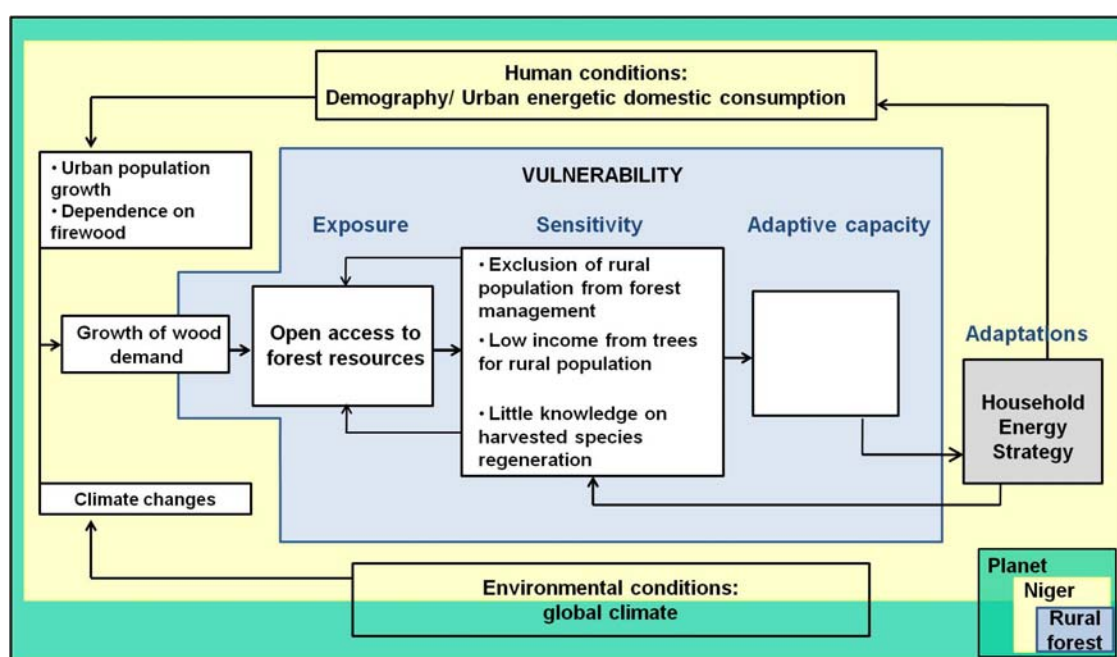 Human conditions:
Demography/ Urban energetic domestic consumption
• Urban population
growth
• Dependence on
firewood
VULNERABILITY
Exposure
Sensitivity
Adaptive capacity
Growth of wood
demand
Open access to
forest resources
• Exclusion of rural
population from forest
management
• Low income from trees
for rural population
• Little knowledge on
harvested species
regeneration
Adaptations
Household
Energy
Strategy
Climate changes
Environmental conditions:
global climate
Planet
Niger
Rural
forest